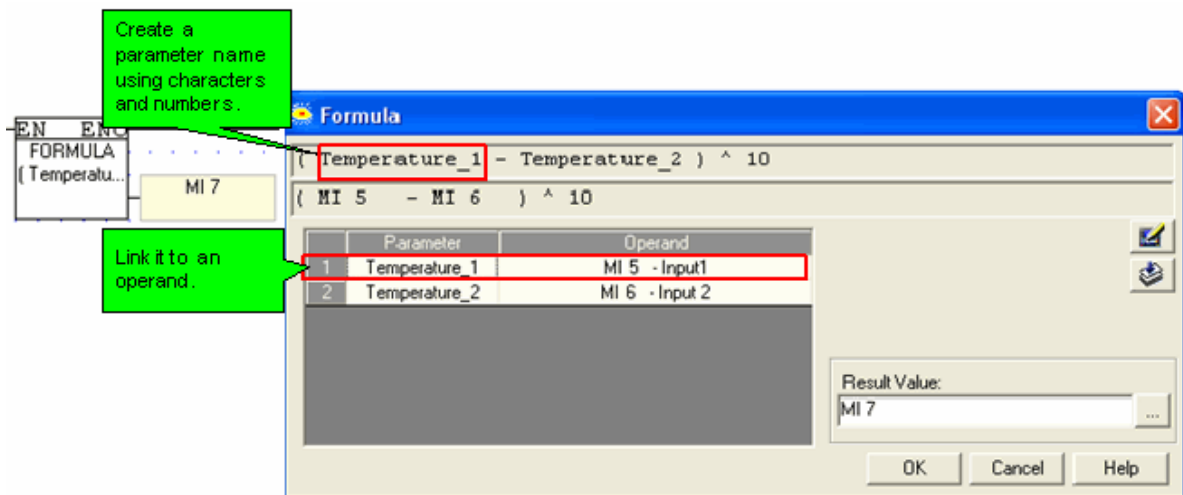 Create a
parameter name
using characters
and numbers.
EN ENO
FORMULA
( Temperatu...
MI 7
Formula
( Temperature_1 - Temperature_2 ) ^ 10
( MI 5 - MI 6 ) ^ 10
Link it to an
operand.
Parameter Operand
1 Temperature_1 MI 5 - Input1
2 Temperature_2 MI 6 - Input 2
Result Value:
MI 7
...
OK Cancel Help